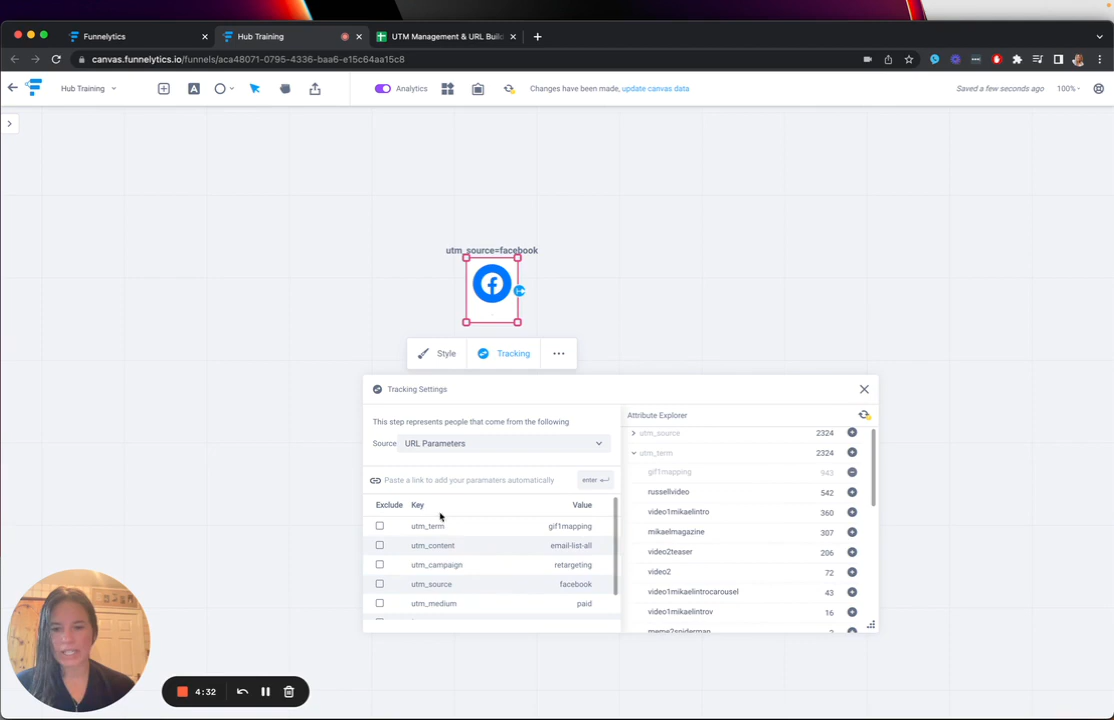 Funnelytics
Hub Training
UTM Management & URL Build
canvas.funnelytics.io/funnels/aca48071-0795-4336-baa6-e15c64aa15c8
Hub Training
Analytics
Changes have been made, update canvas data
Saved a few seconds ago
100%
utm_source=facebook
Style
Tracking
Tracking Settings
This step represents people that come from the following
Source
URL Parameters
Paste a link to add your paramaters automatically
enter
Exclude Key Value
utm_term gif1mapping
utm_content email-list-all
utm_campaign retargeting
utm_source facebook
utm_medium paid
Attribute Explorer
utm_source 2324
utm_term 2324
gif1mapping 943
russellvideo 542
video1mikaelintro 360
mikaelmagazine 307
video2teaser 206
video2 72
video1mikaelintrocarousel 43
video1mikaelintrov 16
meme2spiderman 2
4:32